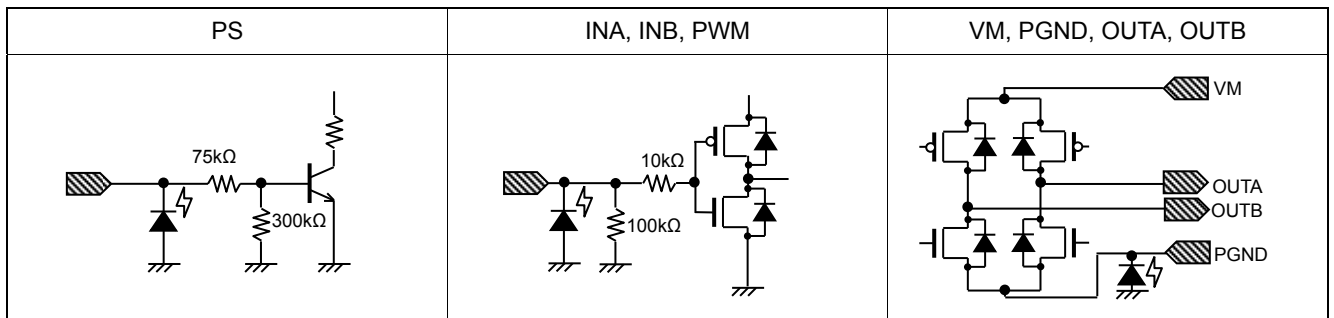 PS
INA, INB, PWM
VM, PGND, OUTA, OUTB
75kΩ
300kΩ
10kΩ
100kΩ
VM
OUTA
OUTB
PGND